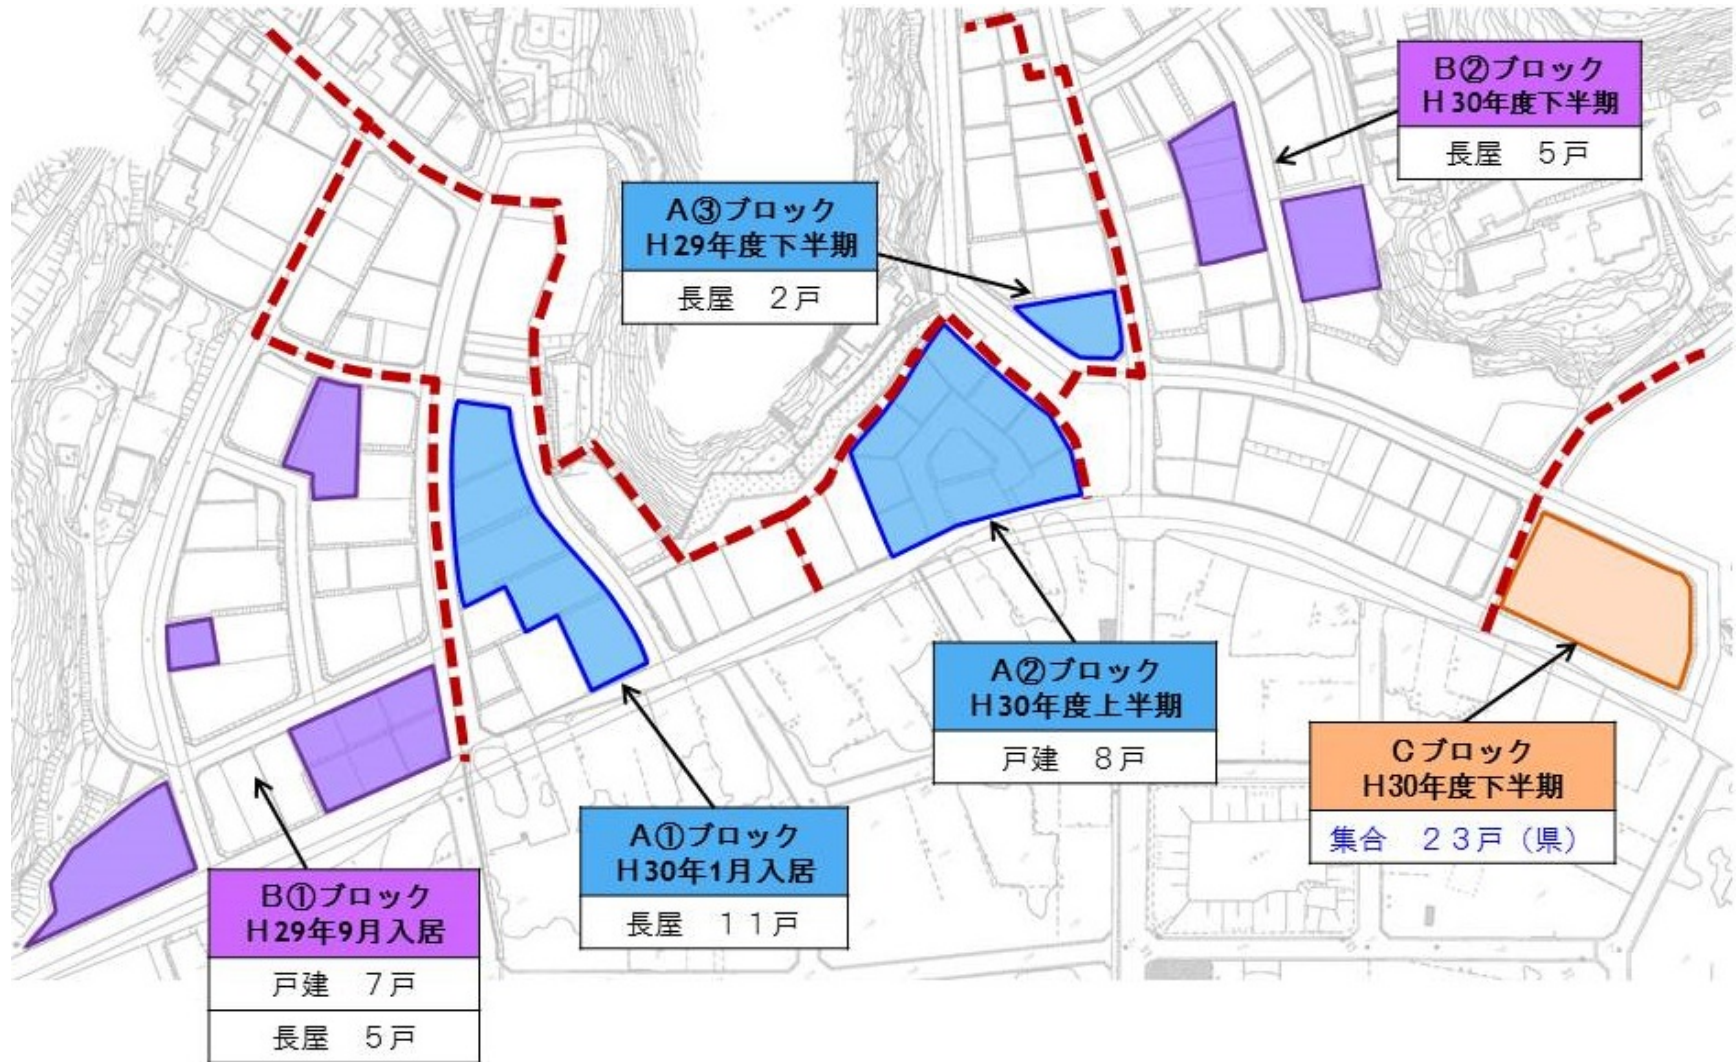 B②ブロック
H30年度下半期
長屋　５戸
A③ブロック
H29年度下半期
長屋　２戸
A②ブロック
H30年度上半期
戸建　８戸
Cブロック
H30年度下半期
集合　２３戸（県）
A①ブロック
H30年1月入居
長屋　１１戸
B①ブロック
H29年9月入居
戸建　７戸
長屋　５戸